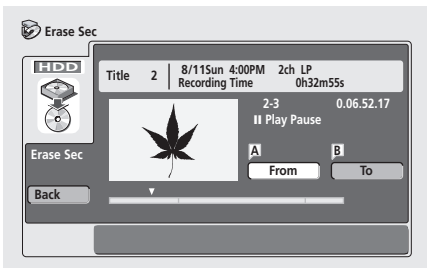 Erase Sec
HDD
Title 2 8/11Sun 4:00PM 2ch LP
Recording Time 0h32m55s
2-3 0.06.52.17
Play Pause
Erase Sec
A B
From To
Back